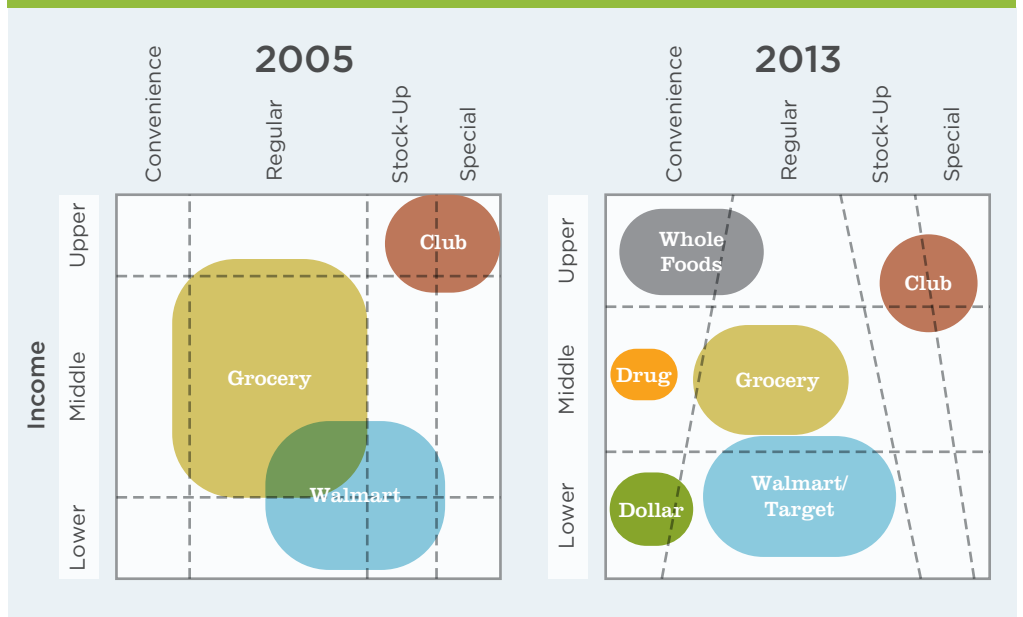 2005
Convenience
Regular
Stock-Up
Special
Income
Upper
Middle
Lower
Club
Grocery
Walmart
2013
Convenience
Regular
Stock-Up
Special
Upper
Middle
Lower
Whole
Foods
Club
Drug
Grocery
Dollar
Walmart/
Target